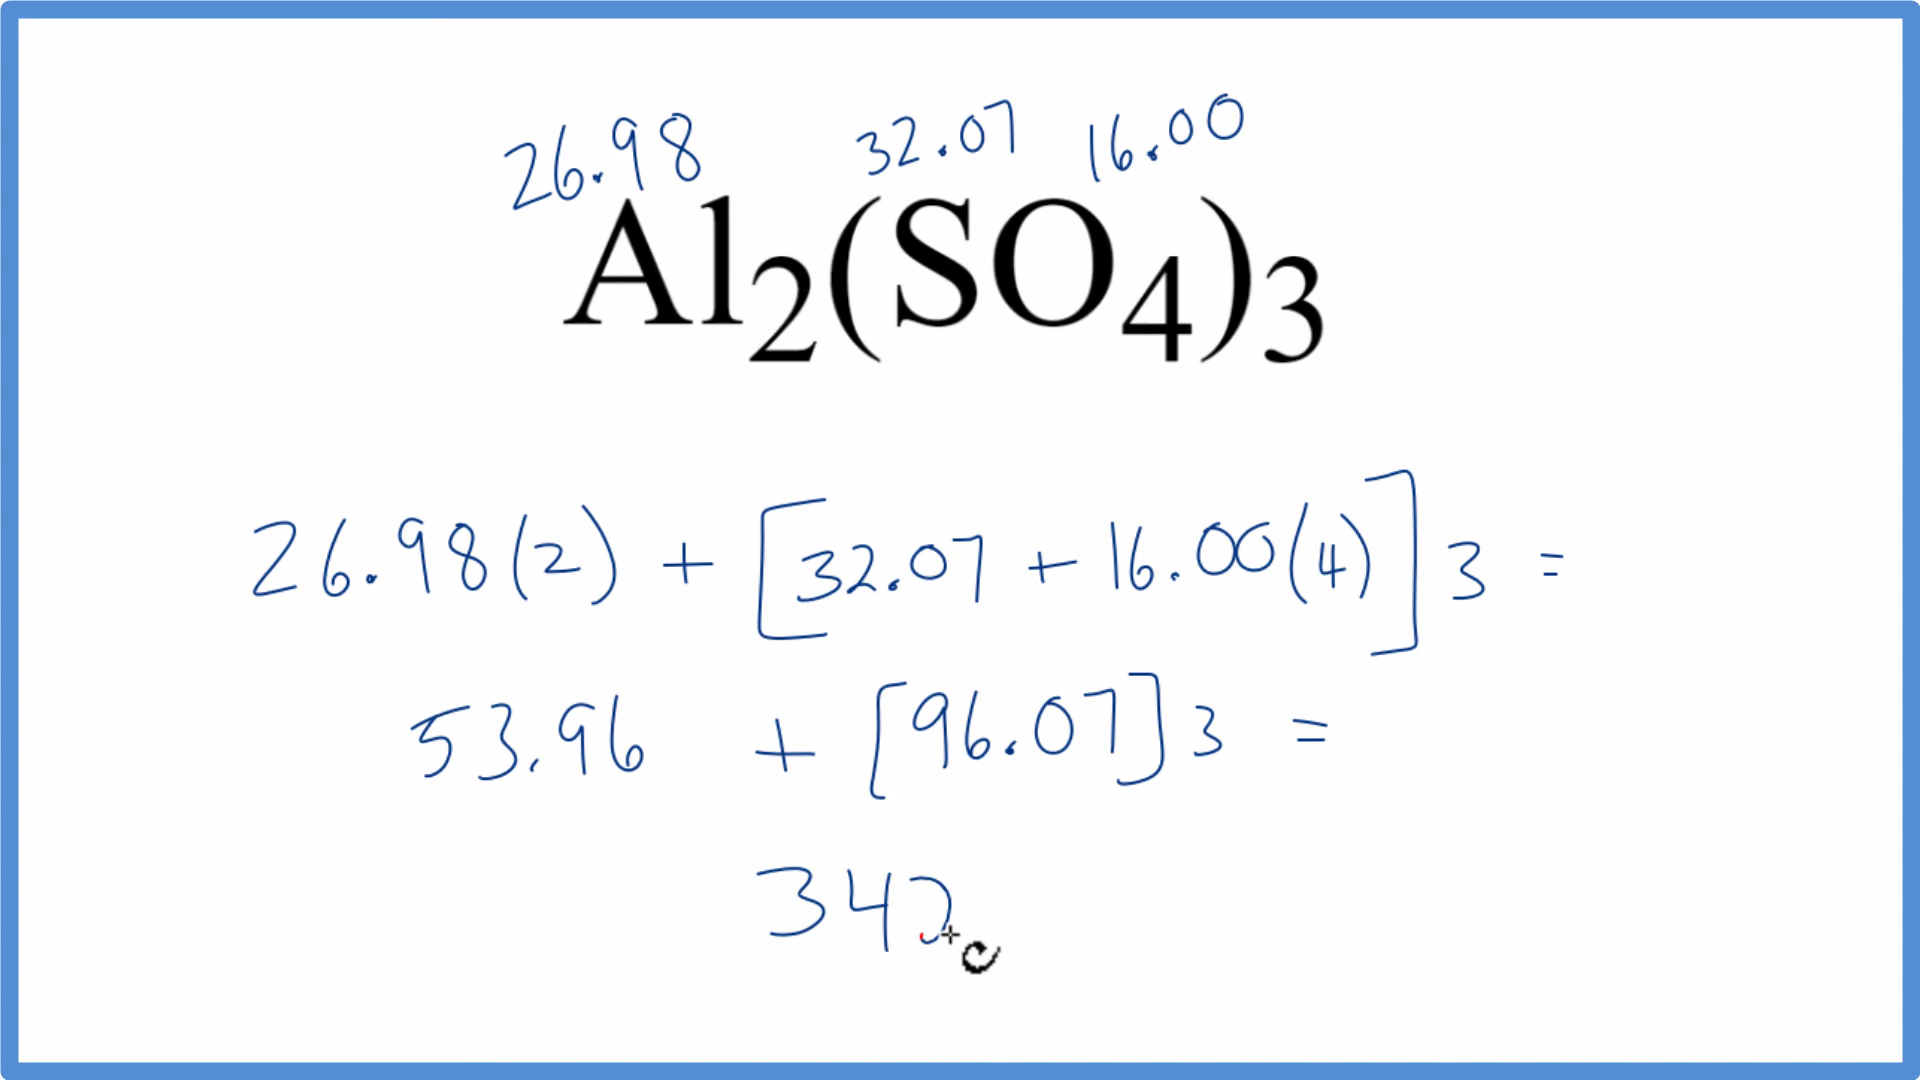 26.98 32.07 16.00
Al₂(SO₄)₃
26.98(2) + [32.07 + 16.00(4)]3 =
53.96 + [96.07]3 =
342